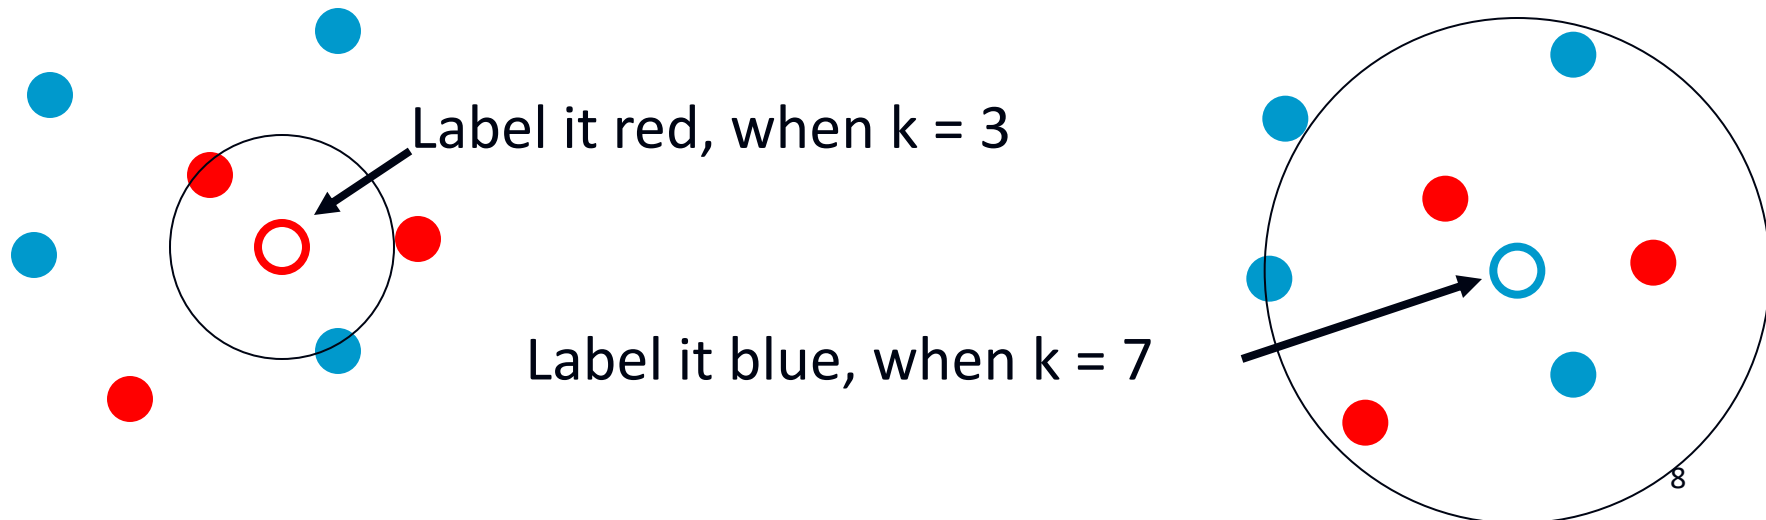 Label it red, when k = 3
Label it blue, when k = 7
8